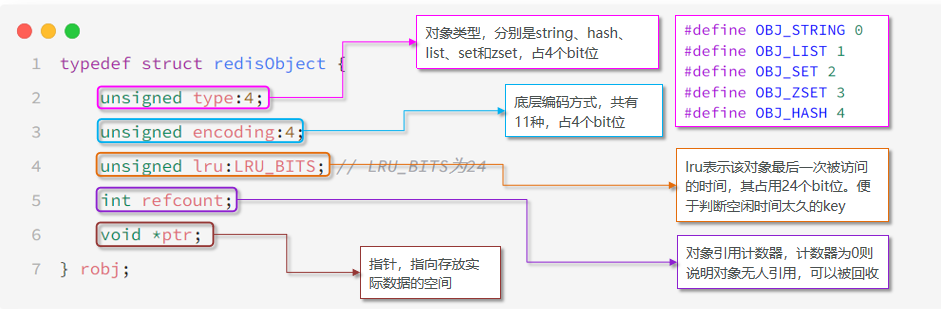 1 typedef struct redisObject {
2 unsigned type:4;
3 unsigned encoding:4;
4 unsigned lru:LRU_BITS; // LRU_BITS为24
5 int refcount;
6 void *ptr;
7 } robj;
对象类型，分别是string、hash、
list、set和zset，占4个bit位
#define OBJ_STRING 0
#define OBJ_LIST 1
#define OBJ_SET 2
#define OBJ_ZSET 3
#define OBJ_HASH 4
底层编码方式，共有
11种，占4个bit位
lru表示该对象最后一次被访问
的时间，其占用24个bit位。便
于判断空闲时间太久的key
对象引用计数器，计数器为0则
说明对象无人引用，可以被回收
指针，指向存放实
际数据的空间